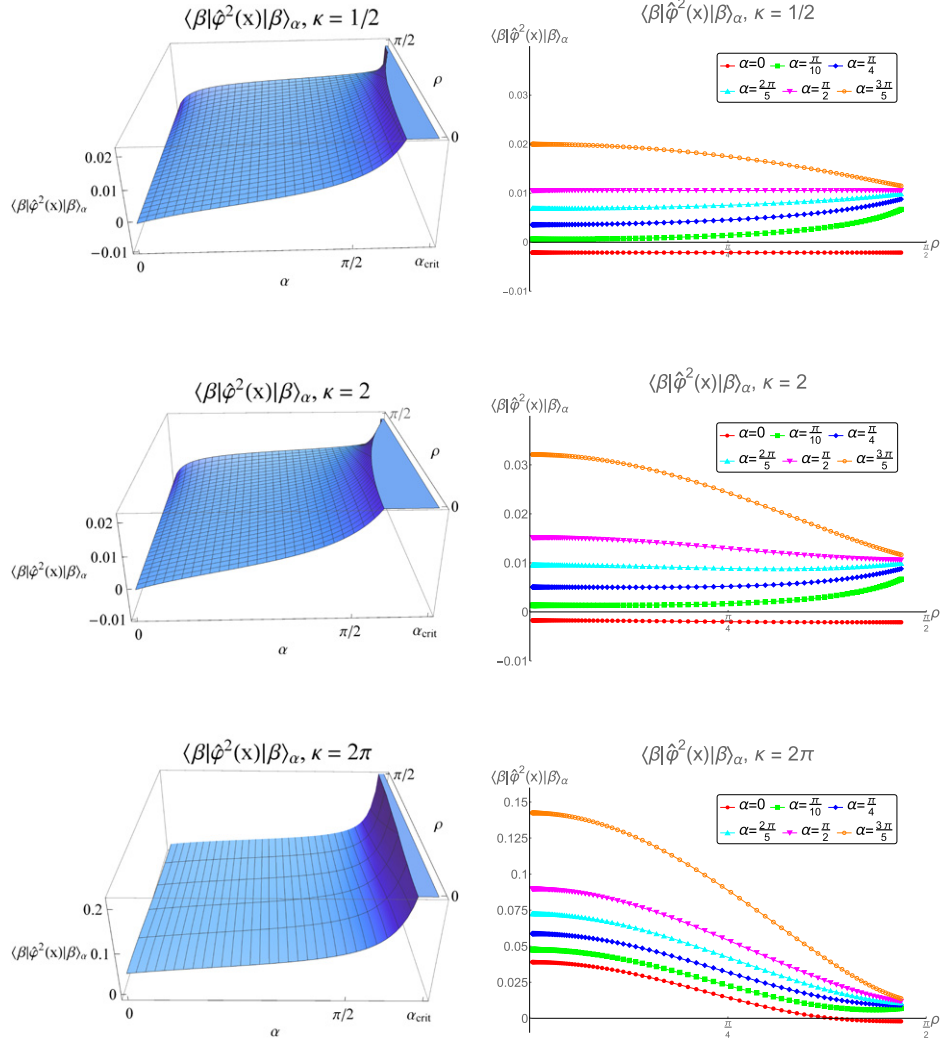 ⟨β|φ̂²(x)|β⟩α, κ = 1/2
π/2
ρ
0
0.02
0.01
⟨β|φ̂²(x)|β⟩α
0
−0.01
0
π/2
αcrit
α
⟨β|φ̂²(x)|β⟩α, κ = 1/2
⟨β|φ̂²(x)|β⟩α
α=0 α=π/10 α=π/4
α=2π/5 α=π/2 α=3π/5
0.03
0.02
0.01
0
π/4
π/2
ρ
−0.01
⟨β|φ̂²(x)|β⟩α, κ = 2
π/2
ρ
0
0.02
0.01
⟨β|φ̂²(x)|β⟩α
0
−0.01
0
π/2
αcrit
α
⟨β|φ̂²(x)|β⟩α, κ = 2
⟨β|φ̂²(x)|β⟩α
α=0 α=π/10 α=π/4
α=2π/5 α=π/2 α=3π/5
0.03
0.02
0.01
0
π/4
π/2
ρ
−0.01
⟨β|φ̂²(x)|β⟩α, κ = 2π
π/2
ρ
0
0.2
⟨β|φ̂²(x)|β⟩α
0.1
0
0
π/2
αcrit
α
⟨β|φ̂²(x)|β⟩α, κ = 2π
⟨β|φ̂²(x)|β⟩α
0.15
α=0 α=π/10 α=π/4
α=2π/5 α=π/2 α=3π/5
0.125
0.1
0.075
0.05
0.025
0
π/4
π/2
ρ